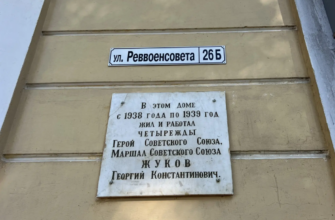 ул. Реввоенсовета 26 Б
В этом доме
с 1938 года по 1939 год
жил и работал
четырежды
Герой Советского Союза,
Маршал Советского Союза
ЖУКОВ
Георгий Константинович.